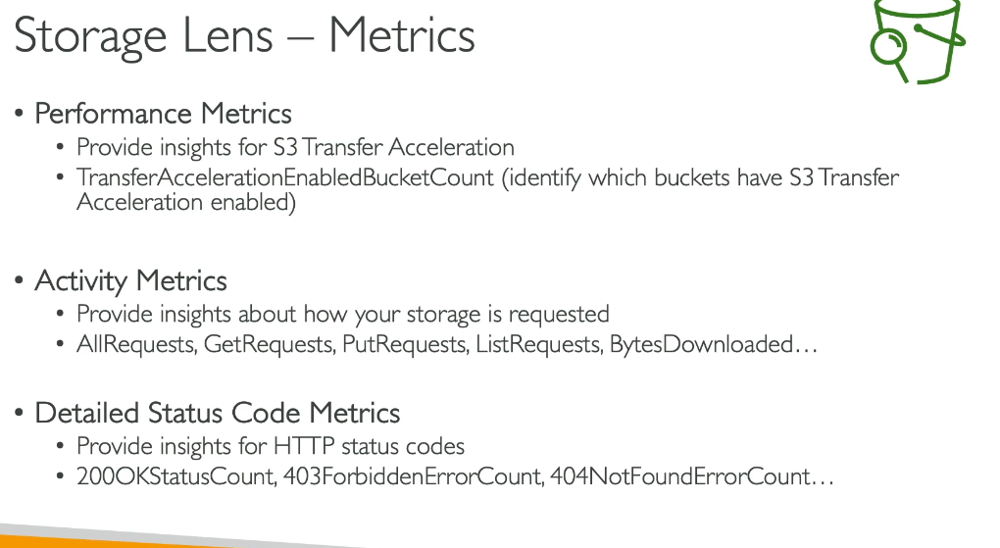 Storage Lens – Metrics
• Performance Metrics
• Provide insights for S3 Transfer Acceleration
• TransferAccelerationEnabledBucketCount (identify which buckets have S3 Transfer
Acceleration enabled)
• Activity Metrics
• Provide insights about how your storage is requested
• AllRequests, GetRequests, PutRequests, ListRequests, BytesDownloaded…
• Detailed Status Code Metrics
• Provide insights for HTTP status codes
• 200OKStatusCount, 403ForbiddenErrorCount, 404NotFoundErrorCount…